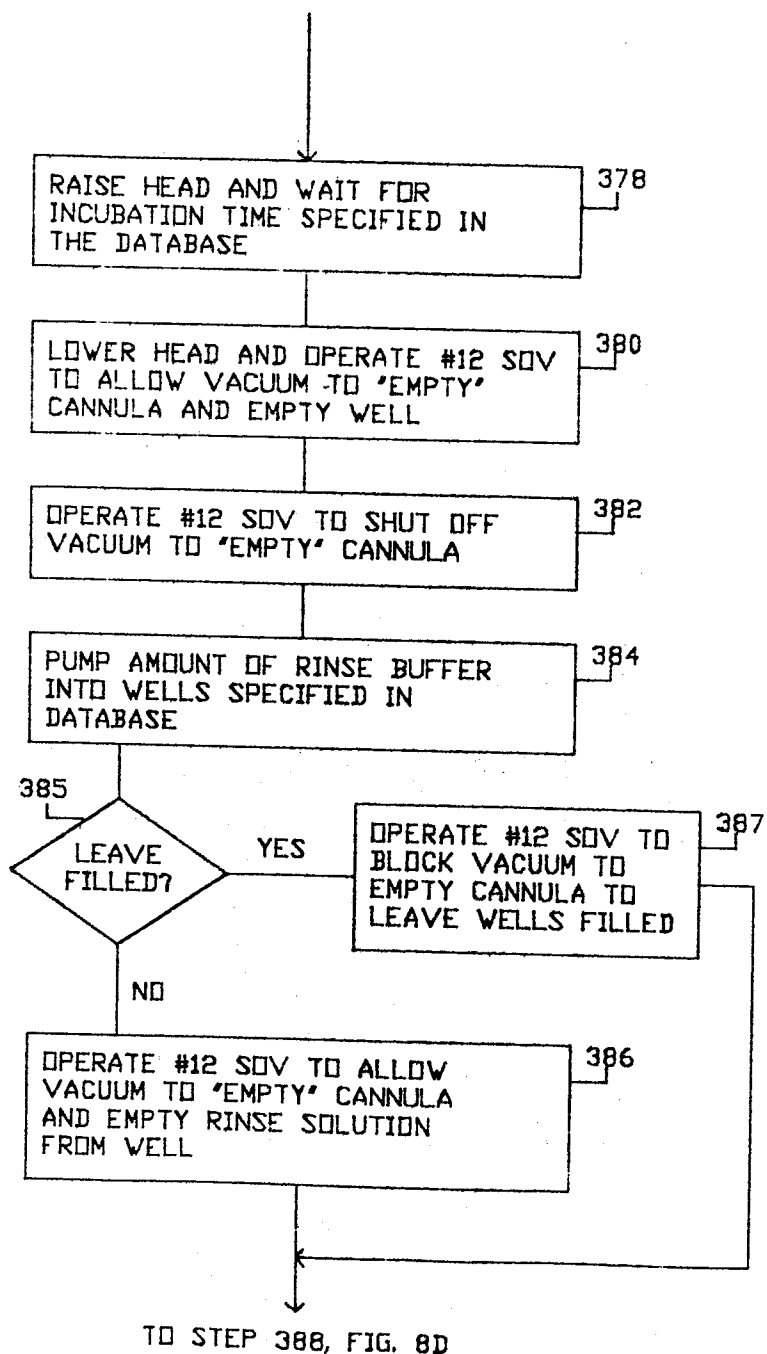 RAISE HEAD AND WAIT FOR
INCUBATION TIME SPECIFIED IN
THE DATABASE
378
LOWER HEAD AND OPERATE #12 SOV
TO ALLOW VACUUM TO "EMPTY"
CANNULA AND EMPTY WELL
380
OPERATE #12 SOV TO SHUT OFF
VACUUM TO "EMPTY" CANNULA
382
PUMP AMOUNT OF RINSE BUFFER
INTO WELLS SPECIFIED IN
DATABASE
384
385
LEAVE
FILLED?
YES
OPERATE #12 SOV TO
BLOCK VACUUM TO
EMPTY CANNULA TO
LEAVE WELLS FILLED
387
NO
OPERATE #12 SOV TO ALLOW
VACUUM TO "EMPTY" CANNULA
AND EMPTY RINSE SOLUTION
FROM WELL
386
TO STEP 388, FIG. 8D